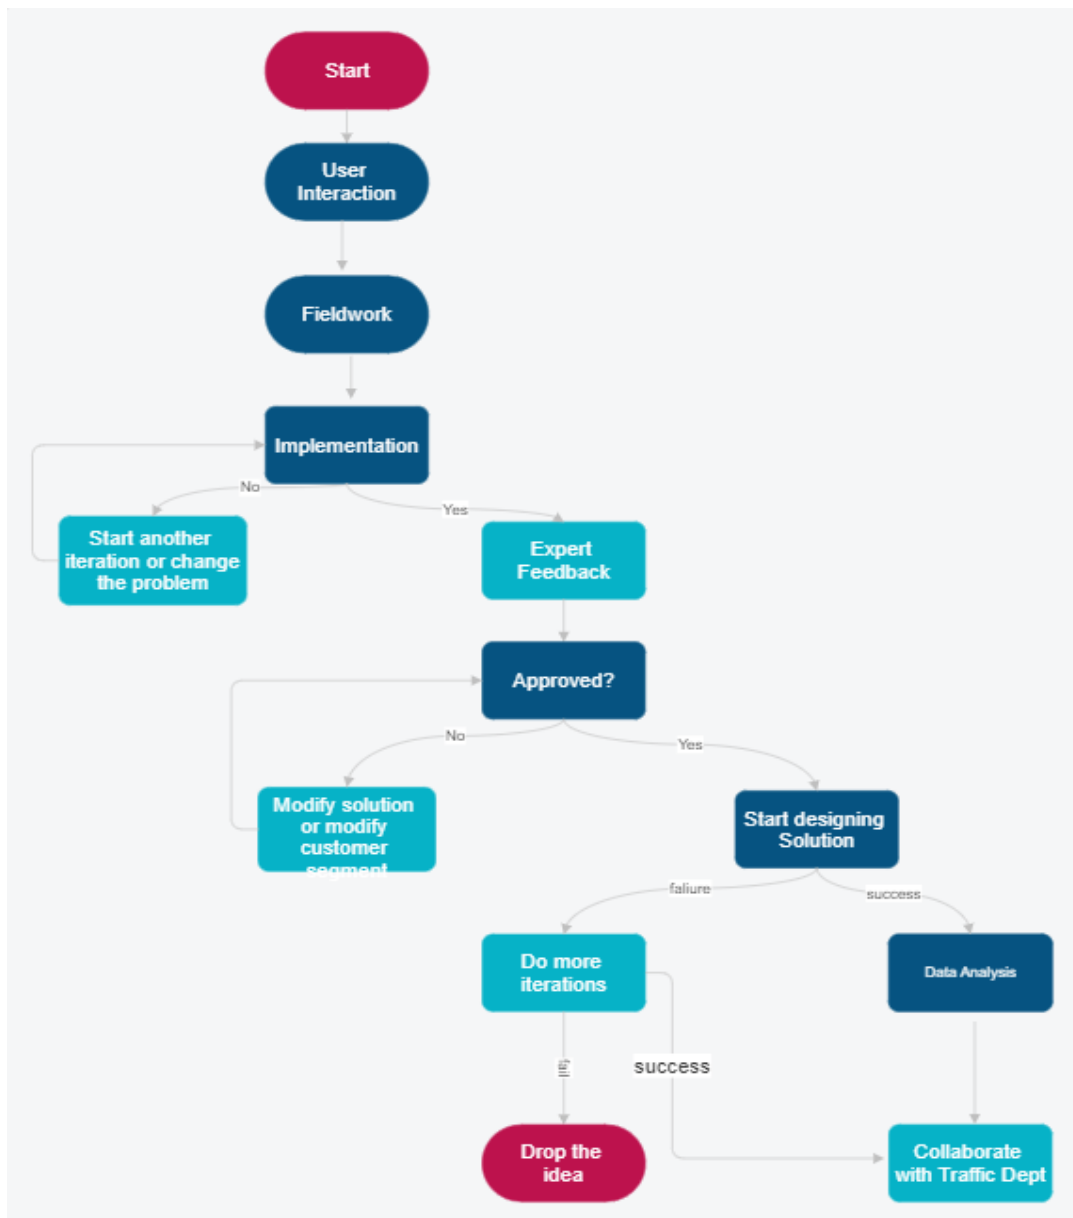 Start
User
Interaction
Fieldwork
Implementation
No
Yes
Start another
iteration or change
the problem
Expert
Feedback
Approved?
No
Yes
Modify solution
or modify
customer
segment
Start designing
Solution
faliure
success
Do more
iterations
Data Analysis
fail
success
Drop the
idea
Collaborate
with Traffic Dept